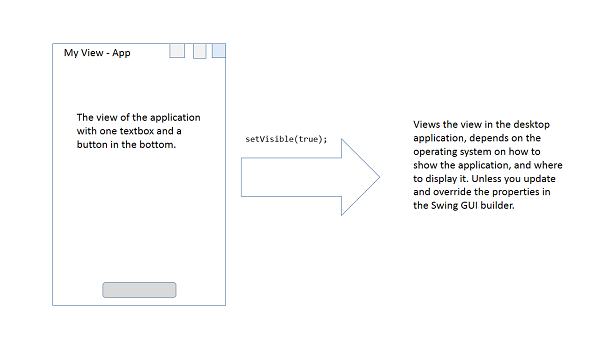 My View - App
The view of the application
with one textbox and a
button in the bottom.
setVisible(true);
Views the view in the desktop
application, depends on the
operating system on how to
show the application, and where
to display it. Unless you update
and override the properties in
the Swing GUI builder.